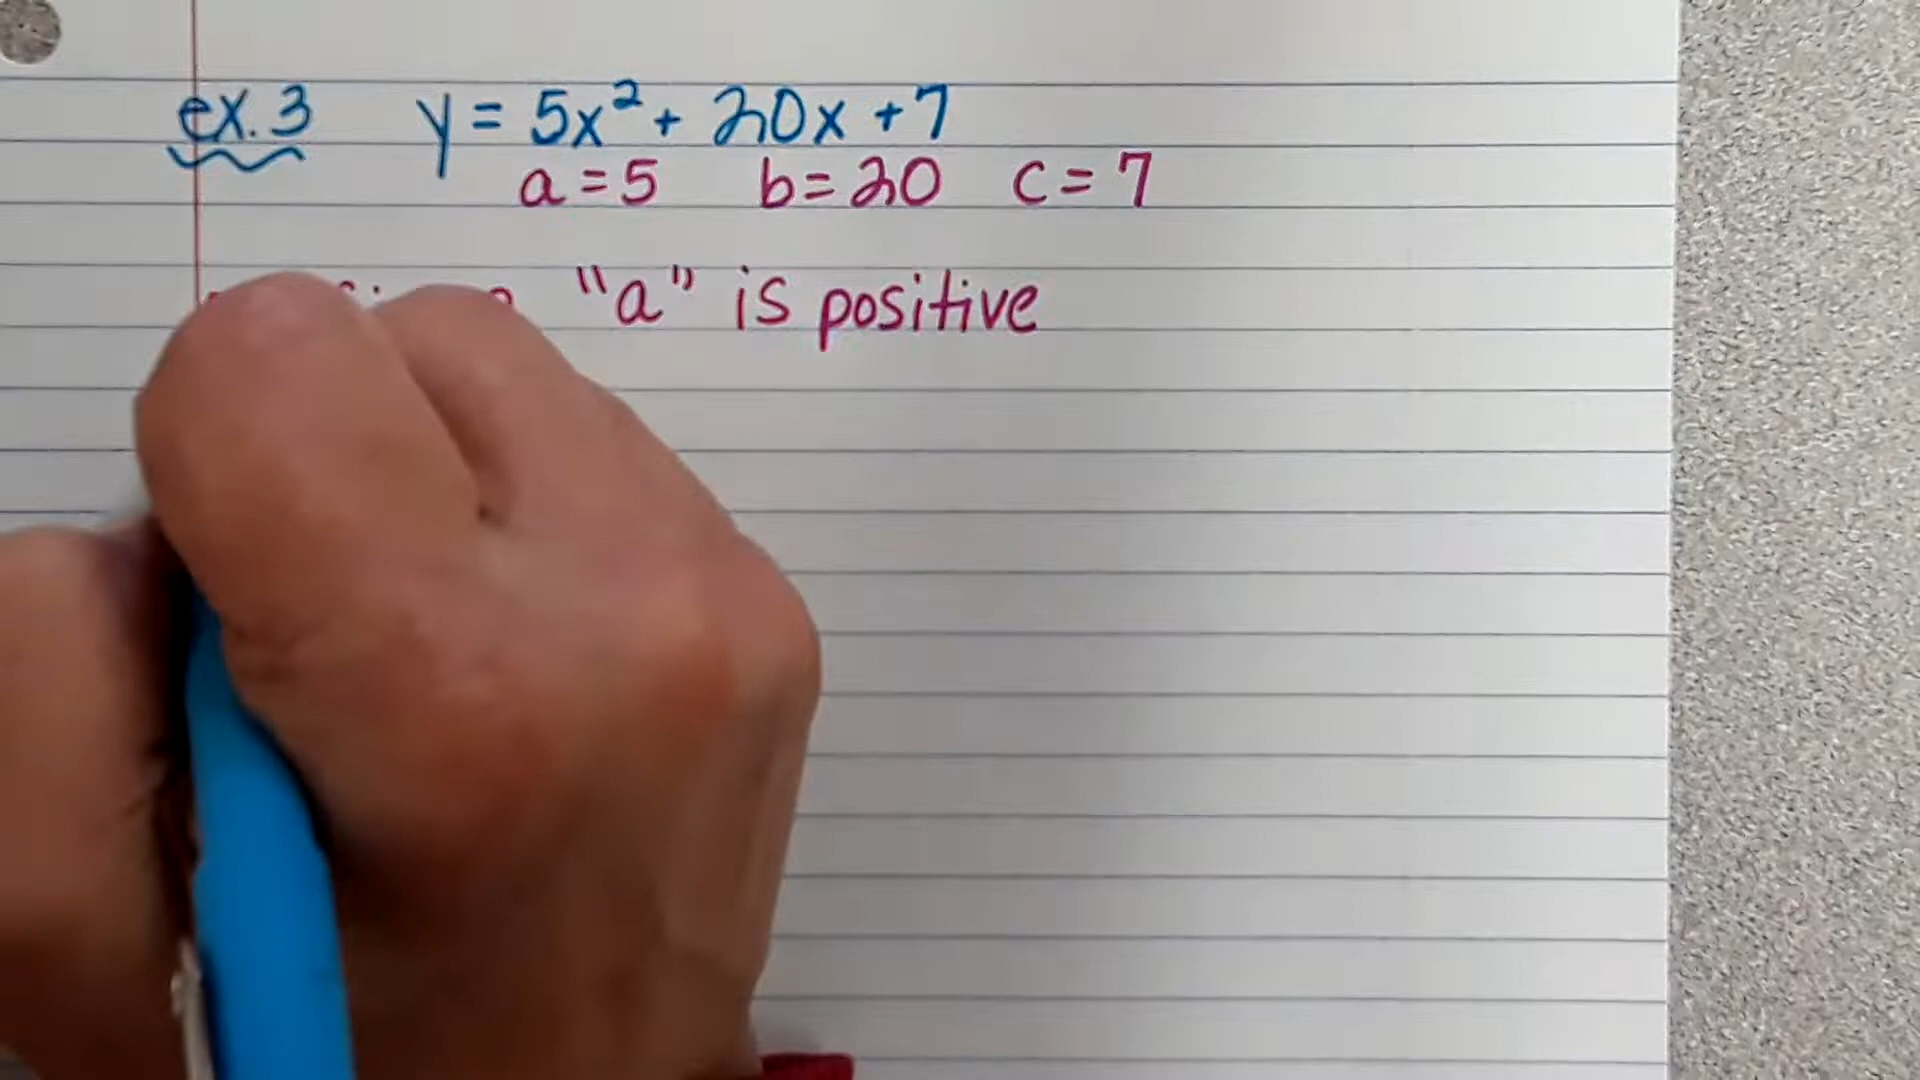 ex. 3 y = 5x² + 20x + 7
a = 5 b = 20 c = 7
"a" is positive